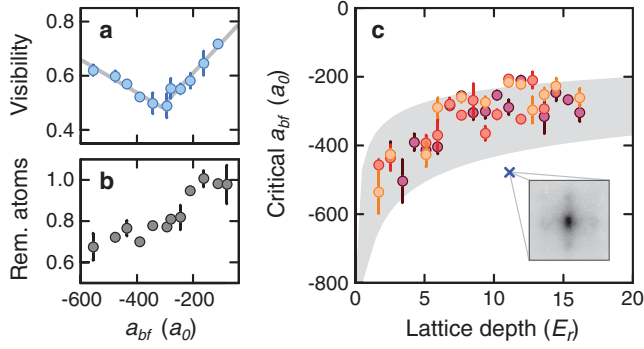 a
Visibility
0.8
0.6
0.4
b
Rem. atoms
1.0
0.8
0.6
-600
-400
-200
a_bf (a_0)
c
Critical a_bf (a_0)
-0
-200
-400
-600
-800
0
5
10
15
20
Lattice depth (E_r)